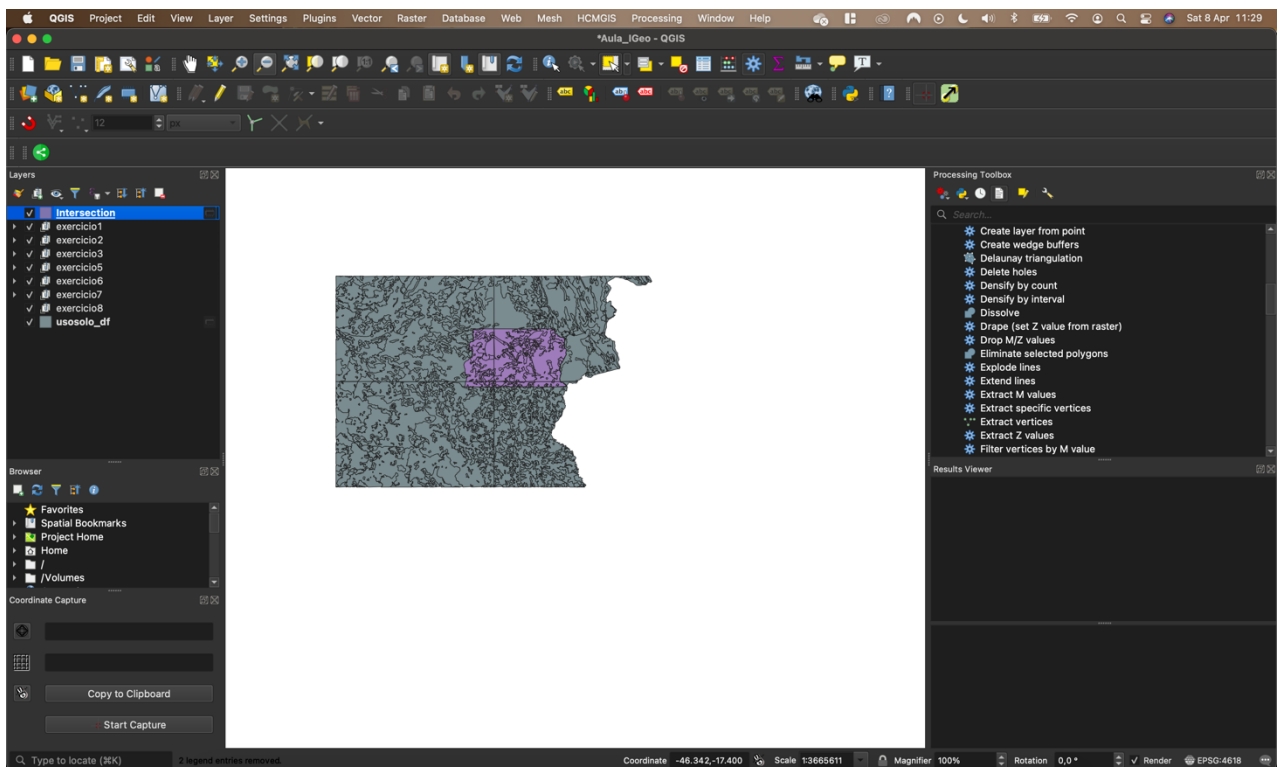 QGIS Project Edit View Layer Settings Plugins Vector Raster Database Web Mesh HCMGIS Processing Window Help Sat 8 Apr 11:29
*Aula_IGeo - QGIS
12 px
Layers
Intersection
exercicio1
exercicio2
exercicio3
exercicio5
exercicio6
exercicio7
exercicio8
usosolo_df
Browser
Favorites
Spatial Bookmarks
Project Home
Home
/
/Volumes
Coordinate Capture
Copy to Clipboard
Start Capture
Processing Toolbox
Search...
Create layer from point
Create wedge buffers
Delaunay triangulation
Delete holes
Densify by count
Densify by interval
Dissolve
Drape (set Z value from raster)
Drop M/Z values
Eliminate selected polygons
Explode lines
Extend lines
Extract M values
Extract specific vertices
Extract vertices
Extract Z values
Filter vertices by M value
Results Viewer
Type to locate (⌘K) 2 legend entries removed. Coordinate -46.342,-17.400 Scale 1:3665611 Magnifier 100% Rotation 0,0 ° Render EPSG:4618